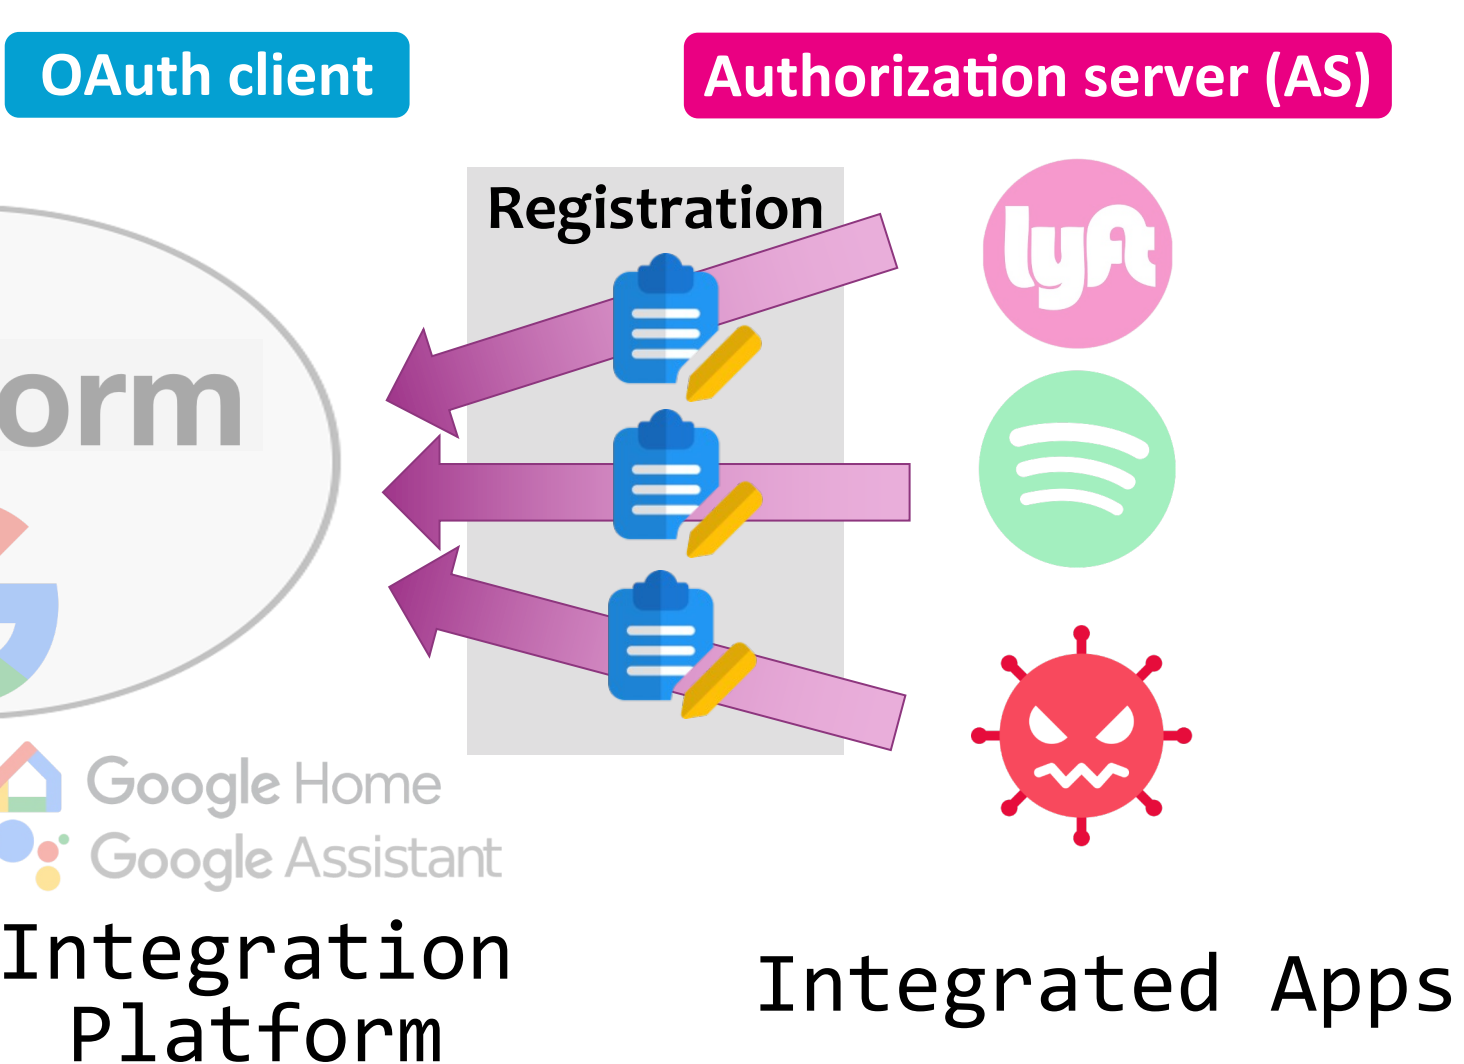 OAuth client
Authorization server (AS)
Registration
lyft
orm
Google Home
Google Assistant
Integration
Platform
Integrated Apps